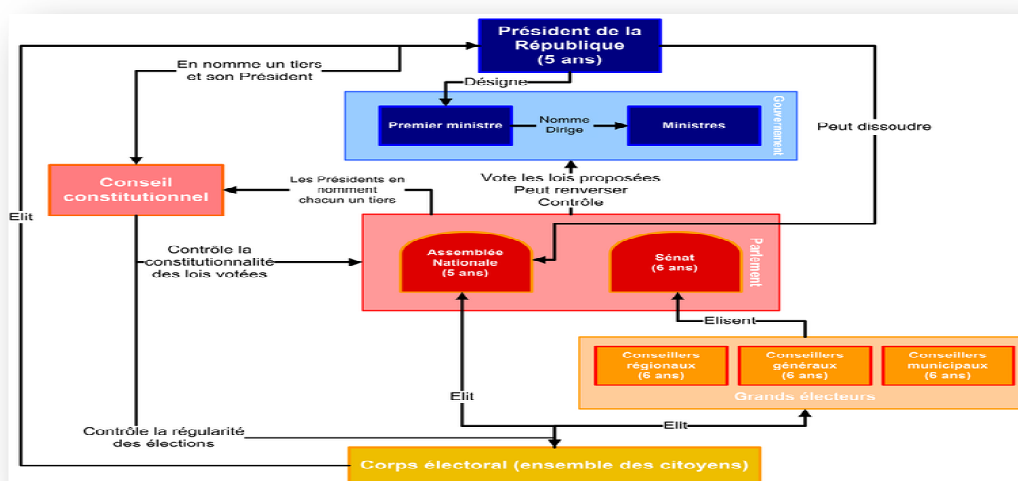 Président de la
République
(5 ans)
En nomme un tiers
et son Président
Désigne
Gouvernement
Premier ministre
Nomme
Dirige
Ministres
Peut dissoudre
Conseil
constitutionnel
Les Présidents en
nomment
chacun un tiers
Vote les lois proposées
Peut renverser
Contrôle
Elit
Contrôle la
constitutionnalité
des lois votées
Assemblée
Nationale
(5 ans)
Sénat
(6 ans)
Parlement
Elisent
Conseillers
régionaux
(6 ans)
Conseillers
généraux
(6 ans)
Conseillers
municipaux
(6 ans)
Grands électeurs
Elit
Elit
Contrôle la régularité
des élections
Corps électoral (ensemble des citoyens)